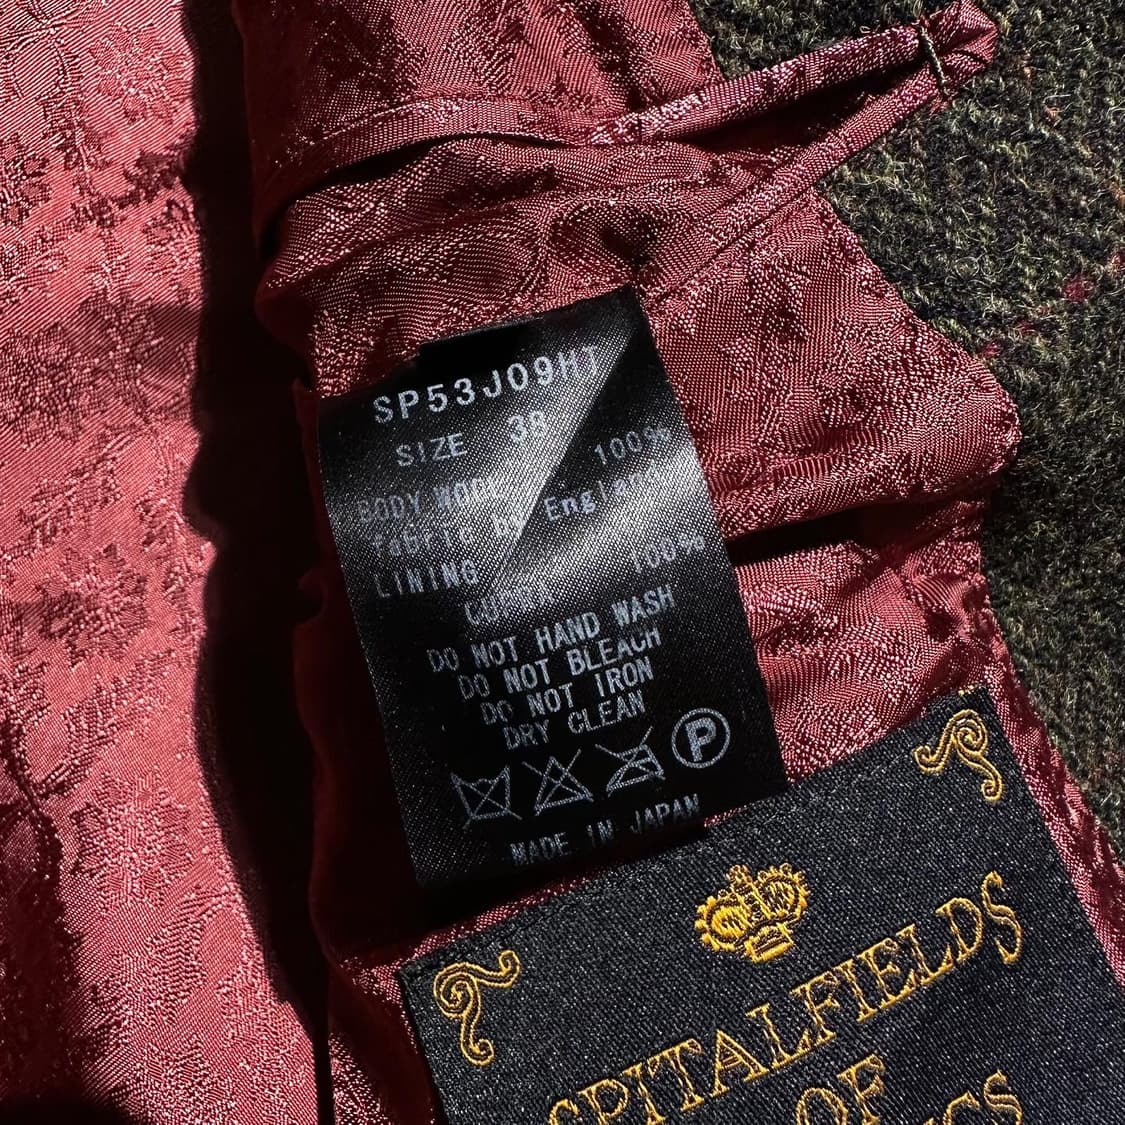 SP53J09HT
SIZE 38
BODY WOOL 100%
fabric by England
LINING 100%
CUPRA
DO NOT HAND WASH
DO NOT BLEACH
DO NOT IRON
DRY CLEAN
P
MADE IN JAPAN
SPITALFIELDS
OF